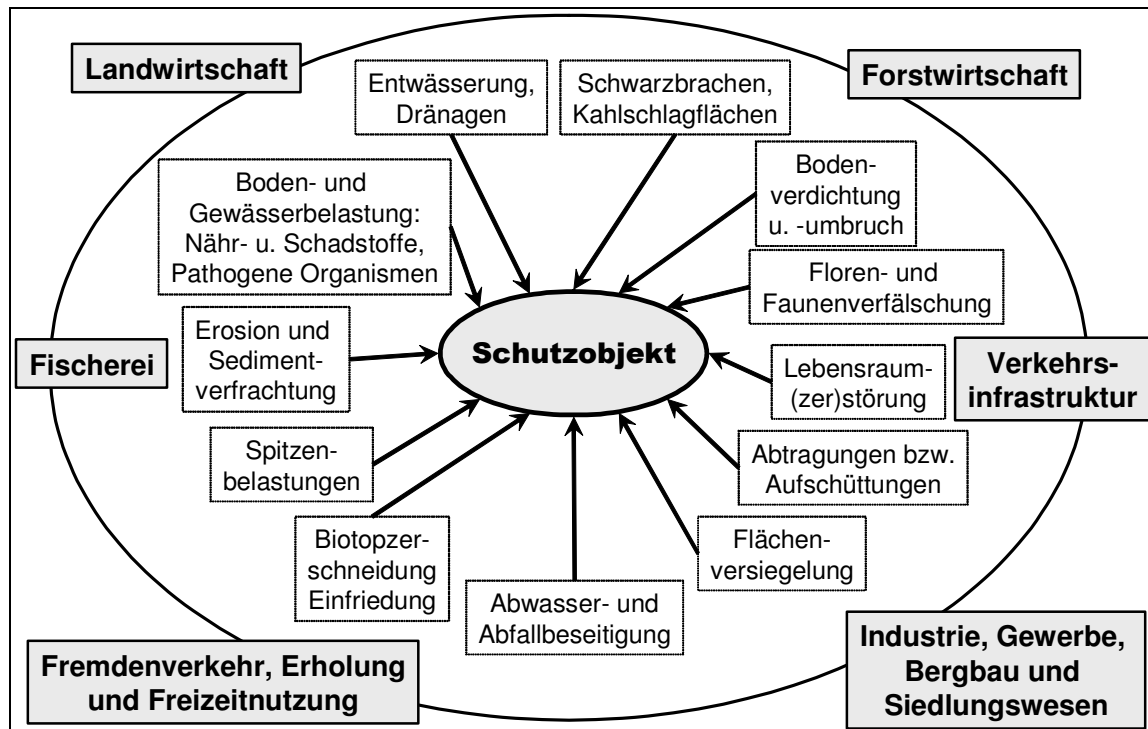 Landwirtschaft
Forstwirtschaft
Entwässerung,
Dränagen
Schwarzbrachen,
Kahlschlagflächen
Boden- und
Gewässerbelastung:
Nähr- u. Schadstoffe,
Pathogene Organismen
Boden-
verdichtung
u. -umbruch
Floren- und
Faunenverfälschung
Erosion und
Sediment-
verfrachtung
Fischerei
Schutzobjekt
Lebensraum-
(zer)störung
Verkehrs-
infrastruktur
Spitzen-
belastungen
Abtragungen bzw.
Aufschüttungen
Biotopzer-
schneidung
Einfriedung
Abwasser- und
Abfallbeseitigung
Flächen-
versiegelung
Fremdenverkehr, Erholung
und Freizeitnutzung
Industrie, Gewerbe,
Bergbau und
Siedlungswesen